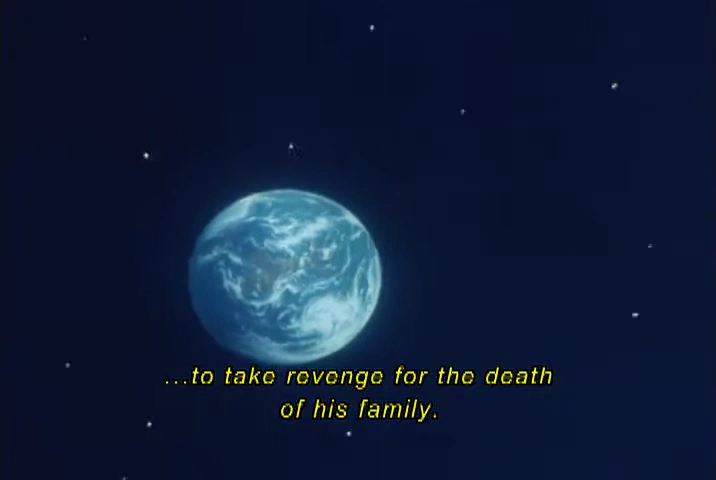 ...to take revenge for the death
of his family.